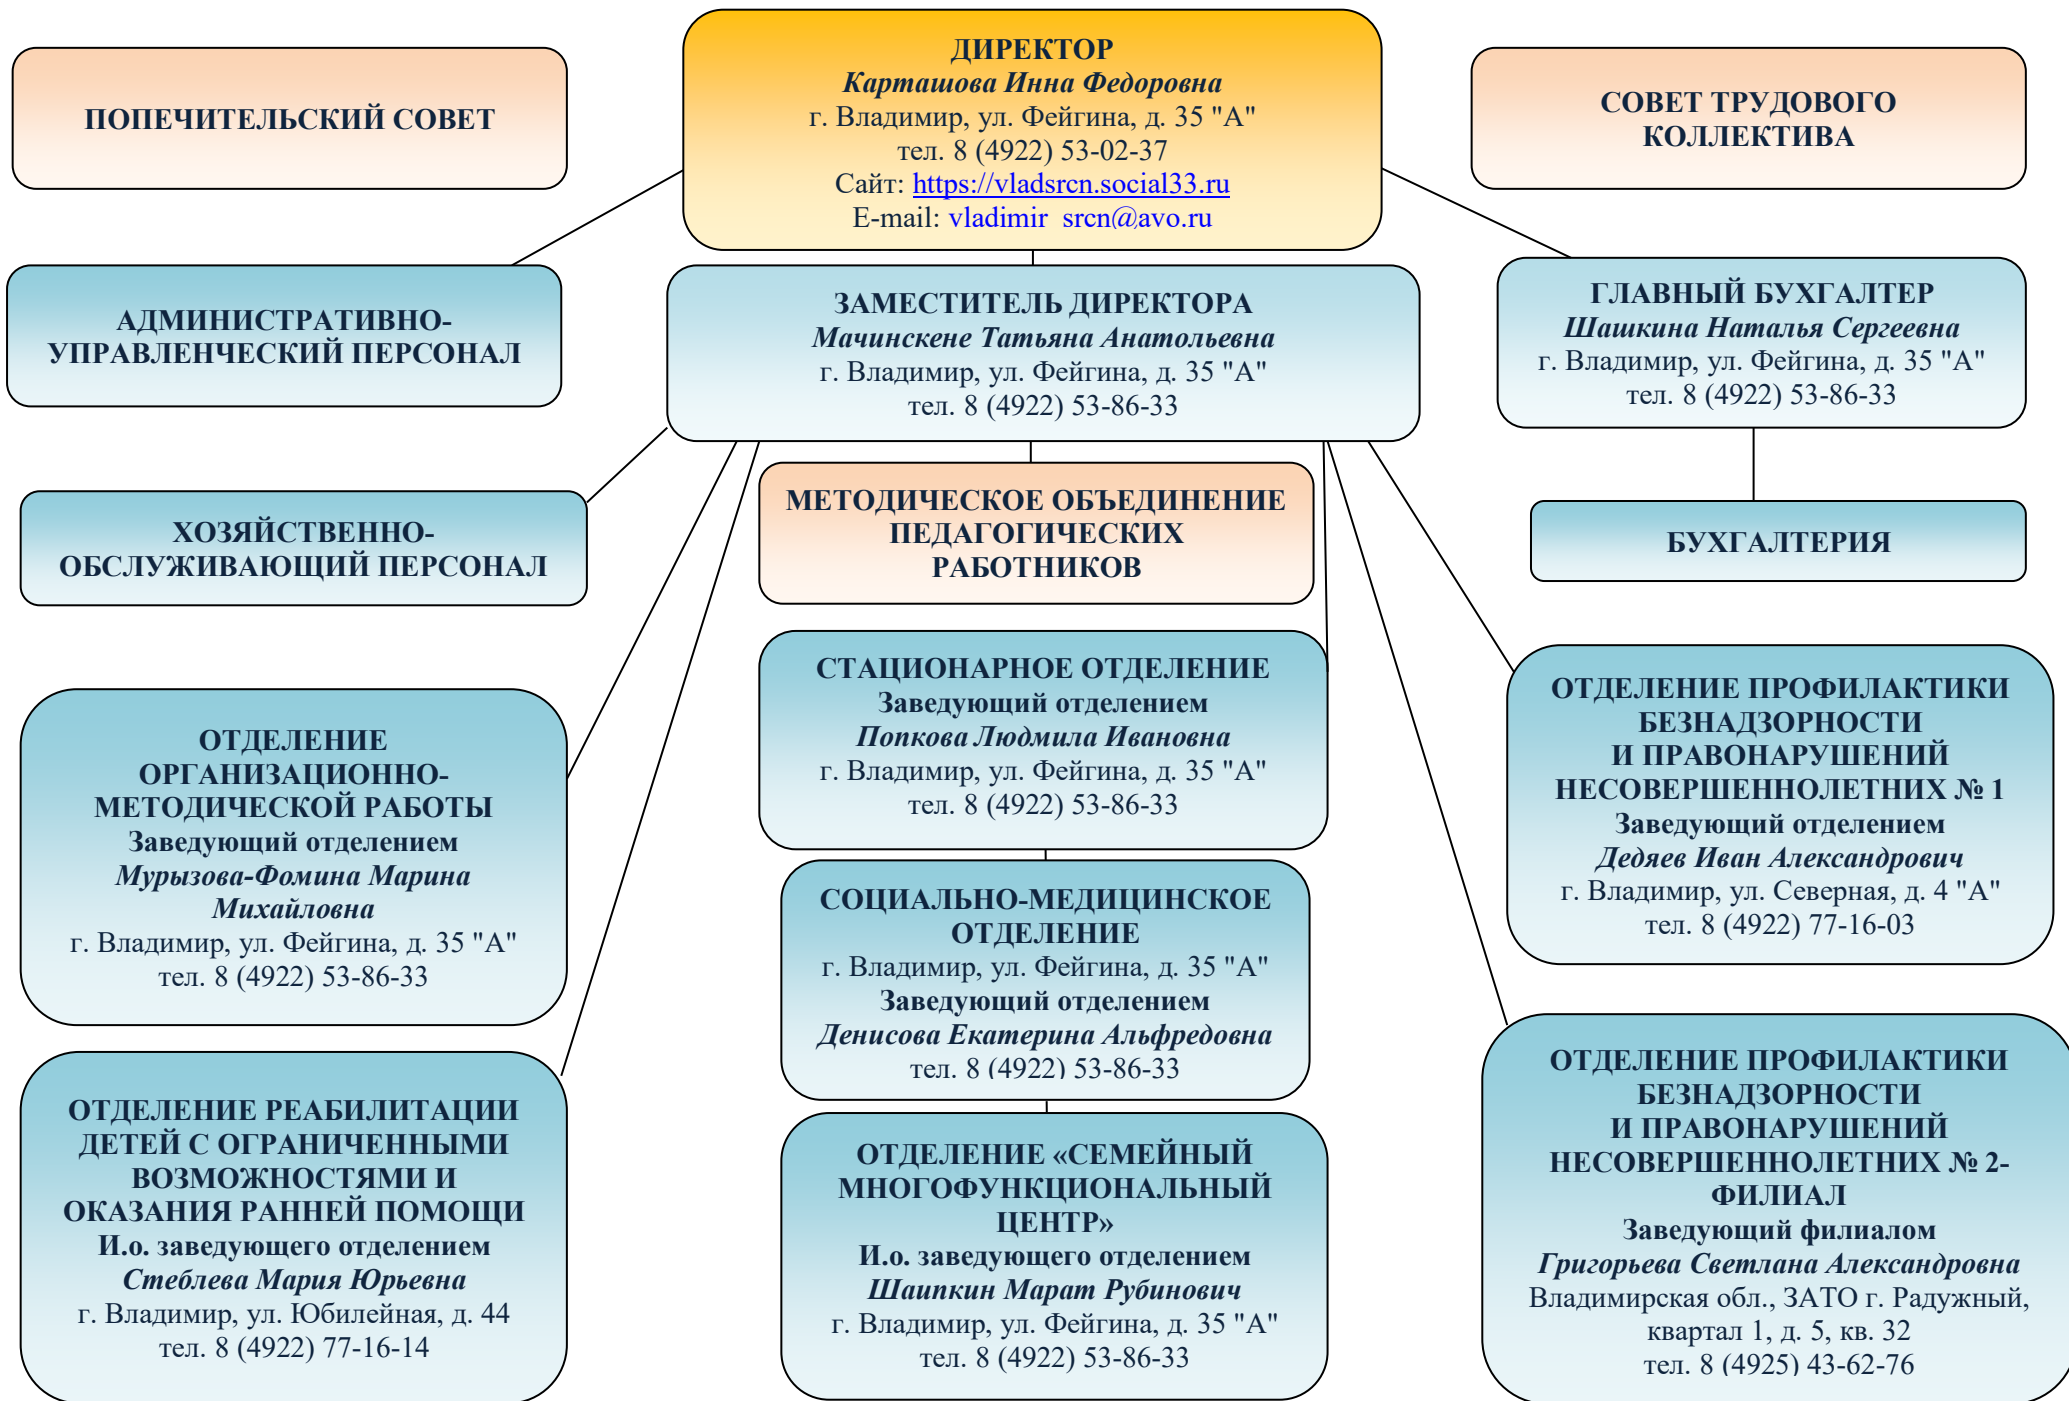 ПОПЕЧИТЕЛЬСКИЙ СОВЕТ
ДИРЕКТОР
Карташова Инна Федоровна
г. Владимир, ул. Фейгина, д. 35 "А"
тел. 8 (4922) 53-02-37
Сайт: https://vladsrcn.social33.ru
E-mail: vladimir_srcn@avo.ru
СОВЕТ ТРУДОВОГО
КОЛЛЕКТИВА
АДМИНИСТРАТИВНО-
УПРАВЛЕНЧЕСКИЙ ПЕРСОНАЛ
ЗАМЕСТИТЕЛЬ ДИРЕКТОРА
Мачинскене Татьяна Анатольевна
г. Владимир, ул. Фейгина, д. 35 "А"
тел. 8 (4922) 53-86-33
ГЛАВНЫЙ БУХГАЛТЕР
Шашкина Наталья Сергеевна
г. Владимир, ул. Фейгина, д. 35 "А"
тел. 8 (4922) 53-86-33
ХОЗЯЙСТВЕННО-
ОБСЛУЖИВАЮЩИЙ ПЕРСОНАЛ
МЕТОДИЧЕСКОЕ ОБЪЕДИНЕНИЕ
ПЕДАГОГИЧЕСКИХ
РАБОТНИКОВ
БУХГАЛТЕРИЯ
ОТДЕЛЕНИЕ
ОРГАНИЗАЦИОННО-
МЕТОДИЧЕСКОЙ РАБОТЫ
Заведующий отделением
Мурызова-Фомина Марина
Михайловна
г. Владимир, ул. Фейгина, д. 35 "А"
тел. 8 (4922) 53-86-33
СТАЦИОНАРНОЕ ОТДЕЛЕНИЕ
Заведующий отделением
Попкова Людмила Ивановна
г. Владимир, ул. Фейгина, д. 35 "А"
тел. 8 (4922) 53-86-33
ОТДЕЛЕНИЕ ПРОФИЛАКТИКИ
БЕЗНАДЗОРНОСТИ
И ПРАВОНАРУШЕНИЙ
НЕСОВЕРШЕННОЛЕТНИХ № 1
Заведующий отделением
Дедяев Иван Александрович
г. Владимир, ул. Северная, д. 4 "А"
тел. 8 (4922) 77-16-03
СОЦИАЛЬНО-МЕДИЦИНСКОЕ
ОТДЕЛЕНИЕ
г. Владимир, ул. Фейгина, д. 35 "А"
Заведующий отделением
Денисова Екатерина Альфредовна
тел. 8 (4922) 53-86-33
ОТДЕЛЕНИЕ РЕАБИЛИТАЦИИ
ДЕТЕЙ С ОГРАНИЧЕННЫМИ
ВОЗМОЖНОСТЯМИ И
ОКАЗАНИЯ РАННЕЙ ПОМОЩИ
И.о. заведующего отделением
Стеблева Мария Юрьевна
г. Владимир, ул. Юбилейная, д. 44
тел. 8 (4922) 77-16-14
ОТДЕЛЕНИЕ «СЕМЕЙНЫЙ
МНОГОФУНКЦИОНАЛЬНЫЙ
ЦЕНТР»
И.о. заведующего отделением
Шаипкин Марат Рубинович
г. Владимир, ул. Фейгина, д. 35 "А"
тел. 8 (4922) 53-86-33
ОТДЕЛЕНИЕ ПРОФИЛАКТИКИ
БЕЗНАДЗОРНОСТИ
И ПРАВОНАРУШЕНИЙ
НЕСОВЕРШЕННОЛЕТНИХ № 2-
ФИЛИАЛ
Заведующий филиалом
Григорьева Светлана Александровна
Владимирская обл., ЗАТО г. Радужный,
квартал 1, д. 5, кв. 32
тел. 8 (4925) 43-62-76